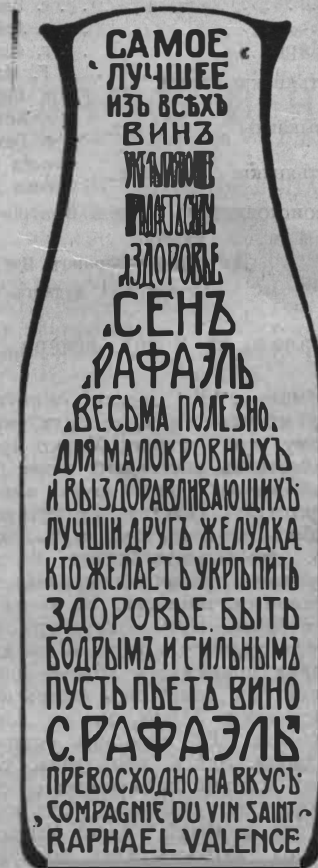 САМОЕ
ЛУЧШЕЕ
ИЗЪ ВСѢХЪ
ВИНЪ
И ЗДОРОВЬЕ
СЕНЪ
РАФАЭЛЬ
ВЕСЬМА ПОЛЕЗНО.
ДЛЯ МАЛОКРОВНЫХЪ
И ВЫЗДОРАВЛИВАЮЩИХЪ
ЛУЧШІЙ ДРУГЪ ЖЕЛУДКА
КТО ЖЕЛАЕТЪ УКРѢПИТЬ
ЗДОРОВЬЕ. БЫТЬ
БОДРЫМЪ И СИЛЬНЫМЪ
ПУСТЬ ПЬЕТЪ ВИНО
С. РАФАЭЛЬ
ПРЕВОСХОДНО НА ВКУСЪ
COMPAGNIE DU VIN SAINT-
RAPHAEL VALENCE